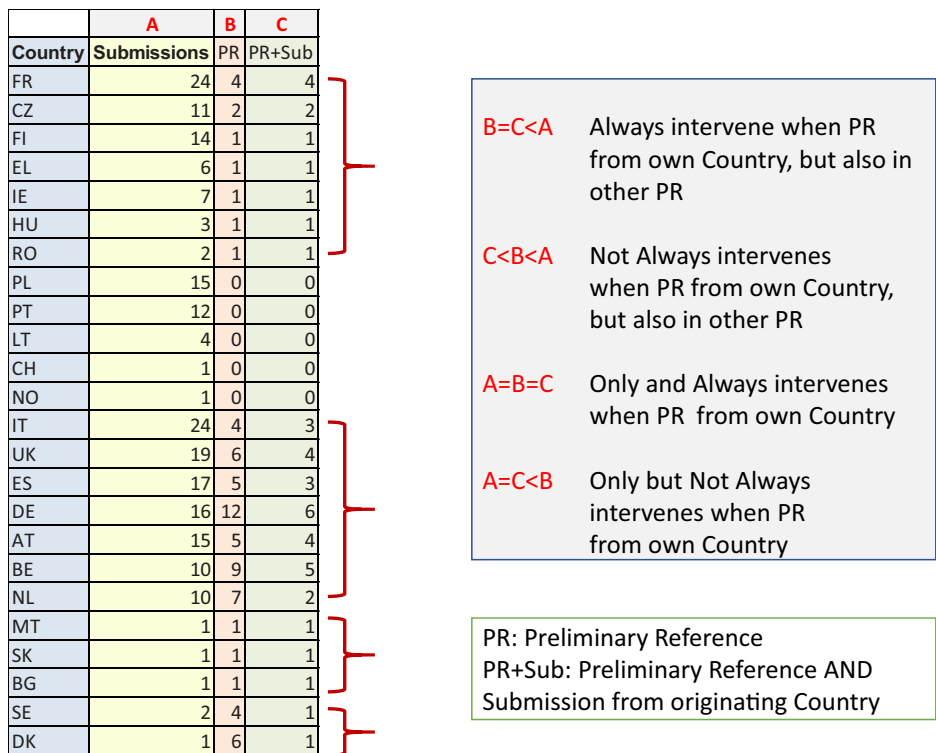 A B C
Country Submissions PR PR+Sub
FR 24 4 4
CZ 11 2 2
FI 14 1 1
EL 6 1 1
IE 7 1 1
HU 3 1 1
RO 2 1 1
PL 15 0 0
PT 12 0 0
LT 4 0 0
CH 1 0 0
NO 1 0 0
IT 24 4 3
UK 19 6 4
ES 17 5 3
DE 16 12 6
AT 15 5 4
BE 10 9 5
NL 10 7 2
MT 1 1 1
SK 1 1 1
BG 1 1 1
SE 2 4 1
DK 1 6 1
B=C<A Always intervene when PR
from own Country, but also in
other PR
C<B<A Not Always intervenes
when PR from own Country,
but also in other PR
A=B=C Only and Always intervenes
when PR from own Country
A=C<B Only but Not Always
intervenes when PR
from own Country
PR: Preliminary Reference
PR+Sub: Preliminary Reference AND
Submission from originating Country